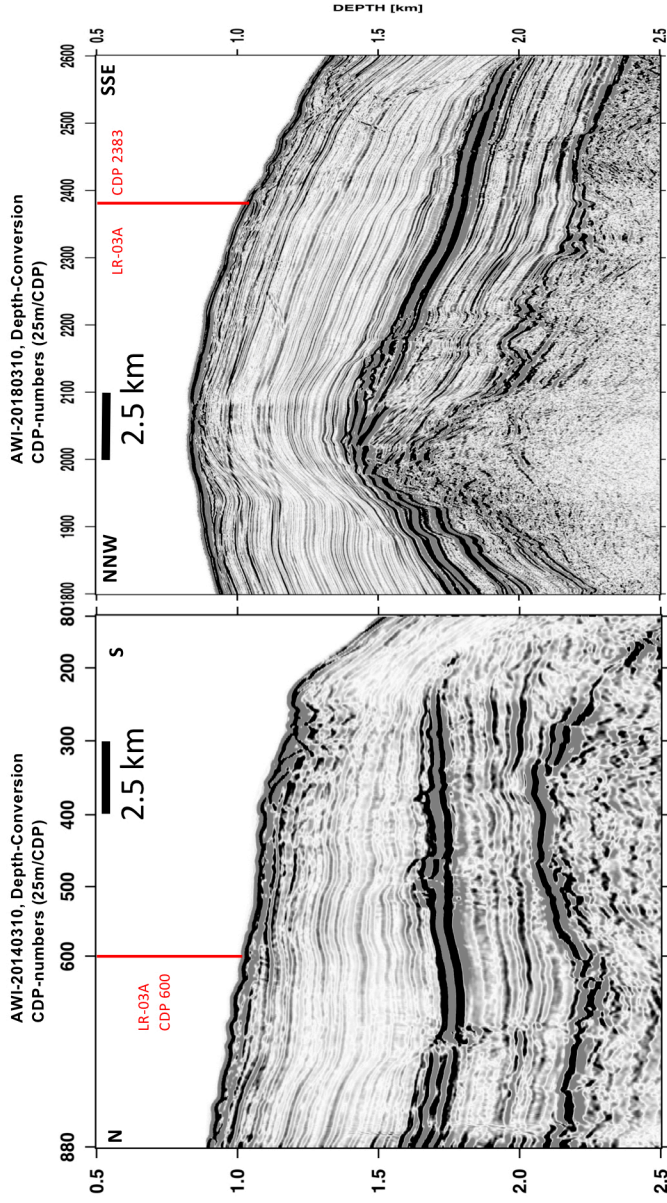 AWI-20140310, Depth-Conversion
CDP-numbers (25m/CDP)
880 600 500 400 300 200 80
N
S
LR-03A
CDP 600
2.5 km
0.5
1.0
1.5
2.0
2.5
AWI-20180310, Depth-Conversion
CDP-numbers (25m/CDP)
1800 1900 2000 2100 2200 2300 2400 2500 2600
NNW
SSE
LR-03A CDP 2383
2.5 km
0.5
1.0
1.5
2.0
2.5
DEPTH [km]